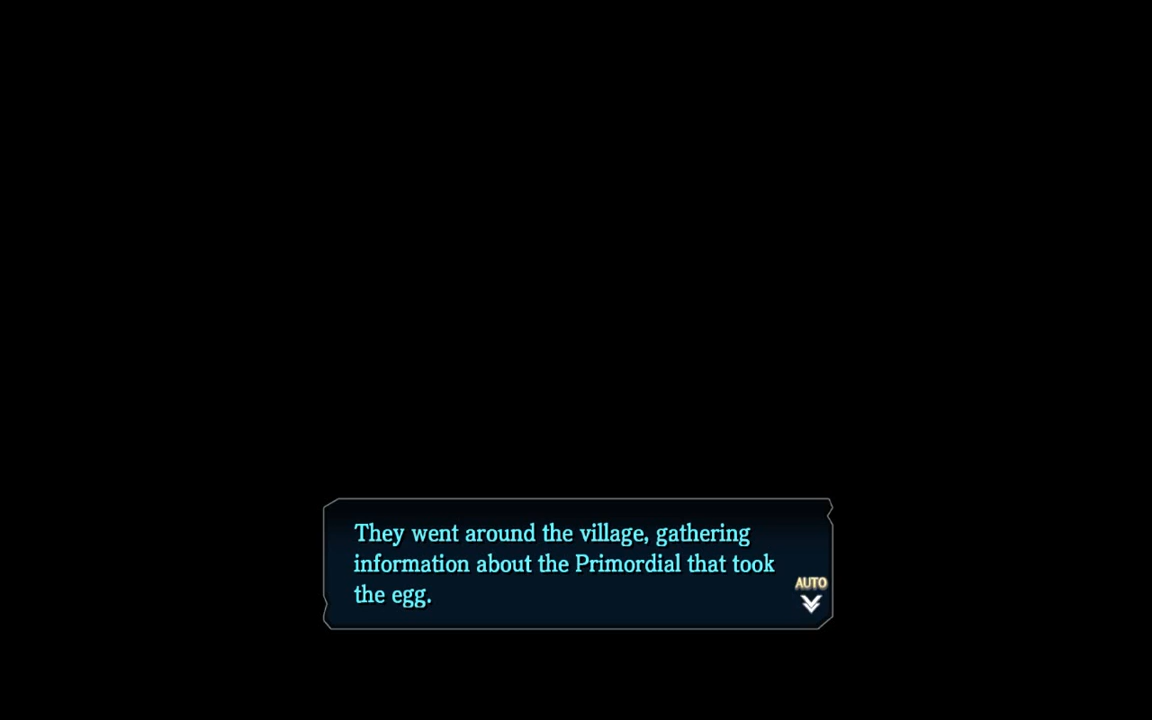 They went around the village, gathering
information about the Primordial that took
the egg.
AUTO